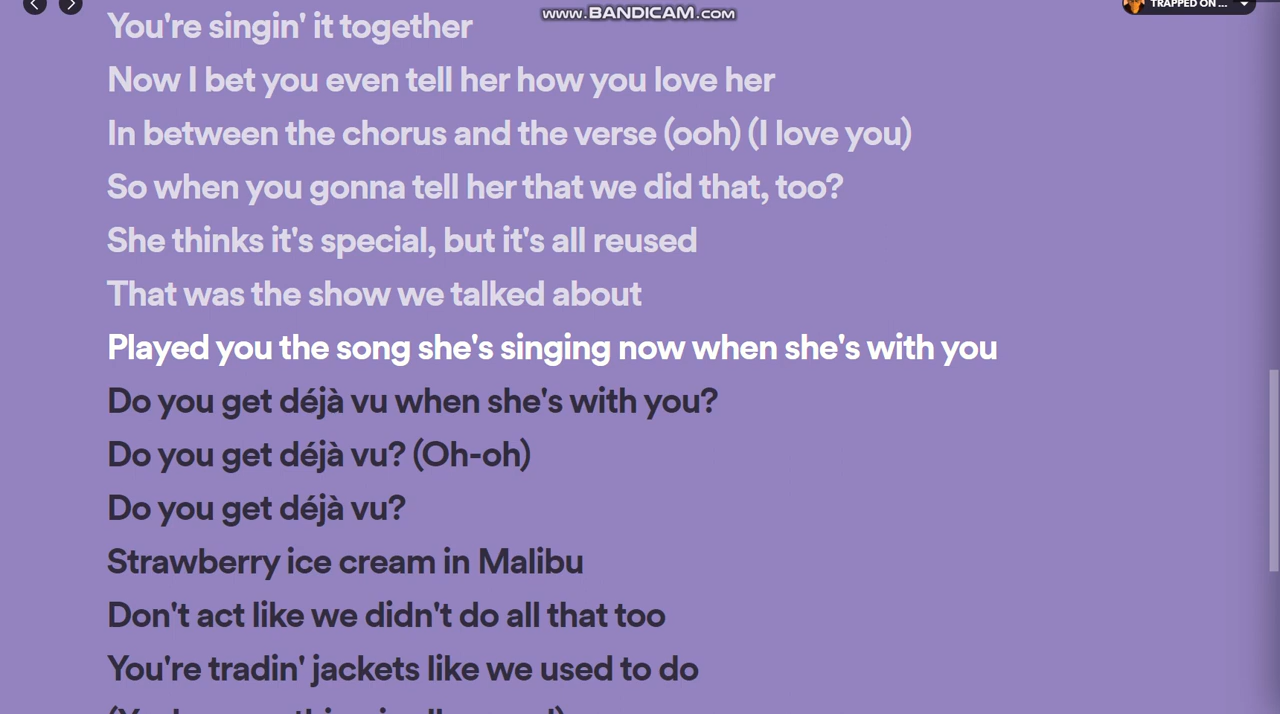 www.BANDICAM.com
TRAPPED ON ...
You're singin' it together
Now I bet you even tell her how you love her
In between the chorus and the verse (ooh) (I love you)
So when you gonna tell her that we did that, too?
She thinks it's special, but it's all reused
That was the show we talked about
Played you the song she's singing now when she's with you
Do you get déjà vu when she's with you?
Do you get déjà vu? (Oh-oh)
Do you get déjà vu?
Strawberry ice cream in Malibu
Don't act like we didn't do all that too
You're tradin' jackets like we used to do